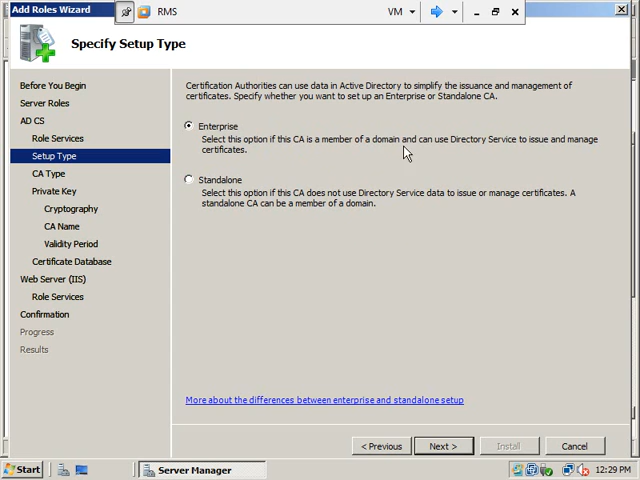 Add Roles Wizard
RMS
VM
Specify Setup Type
Before You Begin
Server Roles
AD CS
Role Services
Setup Type
CA Type
Private Key
Cryptography
CA Name
Validity Period
Certificate Database
Web Server (IIS)
Role Services
Confirmation
Progress
Results
Certification Authorities can use data in Active Directory to simplify the issuance and management of
certificates. Specify whether you want to set up an Enterprise or Standalone CA.
Enterprise
Select this option if this CA is a member of a domain and can use Directory Service to issue and manage
certificates.
Standalone
Select this option if this CA does not use Directory Service data to issue or manage certificates. A
standalone CA can be a member of a domain.
More about the differences between enterprise and standalone setup
< Previous
Next >
Install
Cancel
Start
Server Manager
12:29 PM